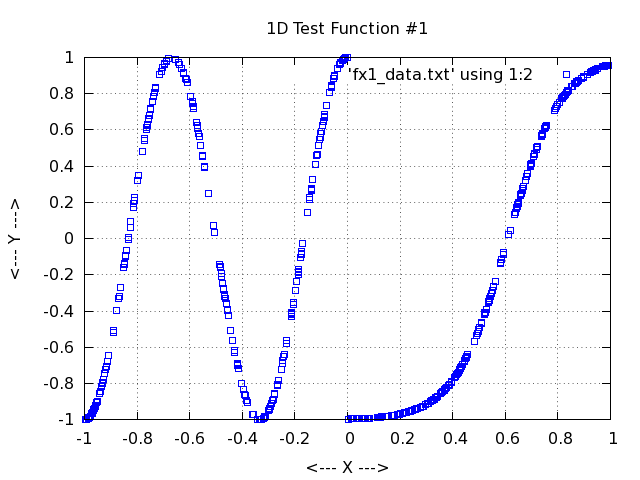 1D Test Function #1
'fx1_data.txt' using 1:2
1
0.8
0.6
0.4
0.2
0
-0.2
-0.4
-0.6
-0.8
-1
<--- Y --->
-1 -0.8 -0.6 -0.4 -0.2 0 0.2 0.4 0.6 0.8 1
<--- X --->